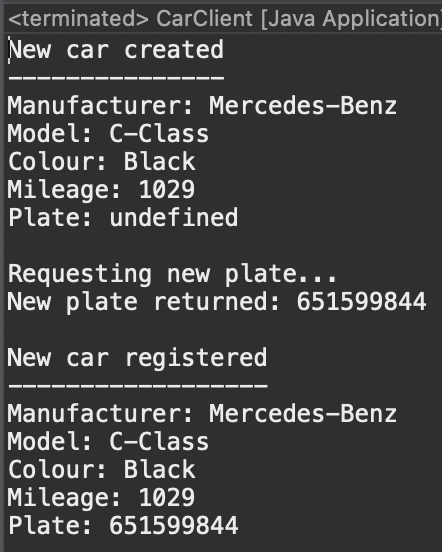 <terminated> CarClient [Java Application]
New car created
---------------
Manufacturer: Mercedes-Benz
Model: C-Class
Colour: Black
Mileage: 1029
Plate: undefined
Requesting new plate...
New plate returned: 651599844
New car registered
------------------
Manufacturer: Mercedes-Benz
Model: C-Class
Colour: Black
Mileage: 1029
Plate: 651599844